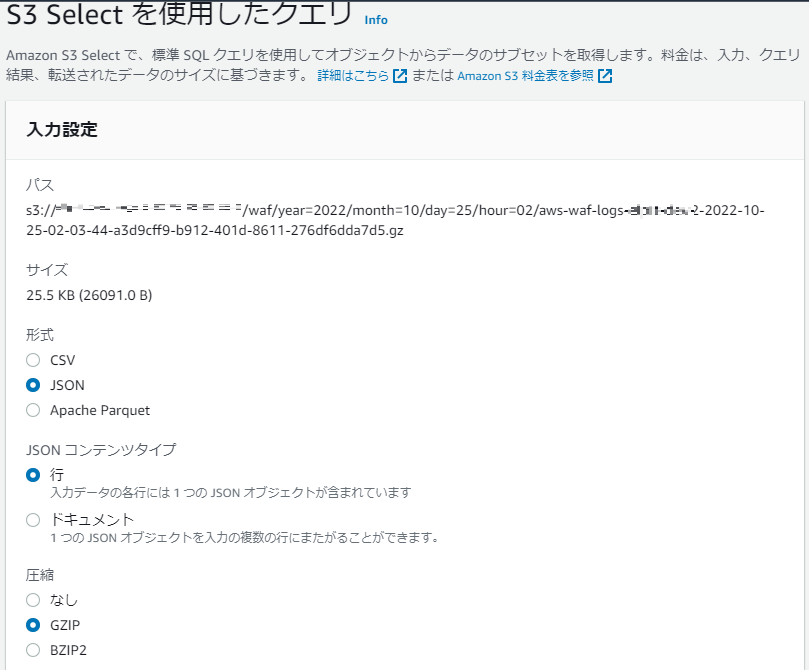 S3 Select を使用したクエリ Info
Amazon S3 Select で、標準 SQL クエリを使用してオブジェクトからデータのサブセットを取得します。料金は、入力、クエリ
結果、転送されたデータのサイズに基づきます。 詳細はこちら または Amazon S3 料金表を参照
入力設定
パス
s3:// /waf/year=2022/month=10/day=25/hour=02/aws-waf-logs- -2-2022-10-
25-02-03-44-a3d9cff9-b912-401d-8611-276df6dda7d5.gz
サイズ
25.5 KB (26091.0 B)
形式
CSV
JSON
Apache Parquet
JSON コンテンツタイプ
行
入力データの各行には 1 つの JSON オブジェクトが含まれています
ドキュメント
1 つの JSON オブジェクトを入力の複数の行にまたがることができます。
圧縮
なし
GZIP
BZIP2